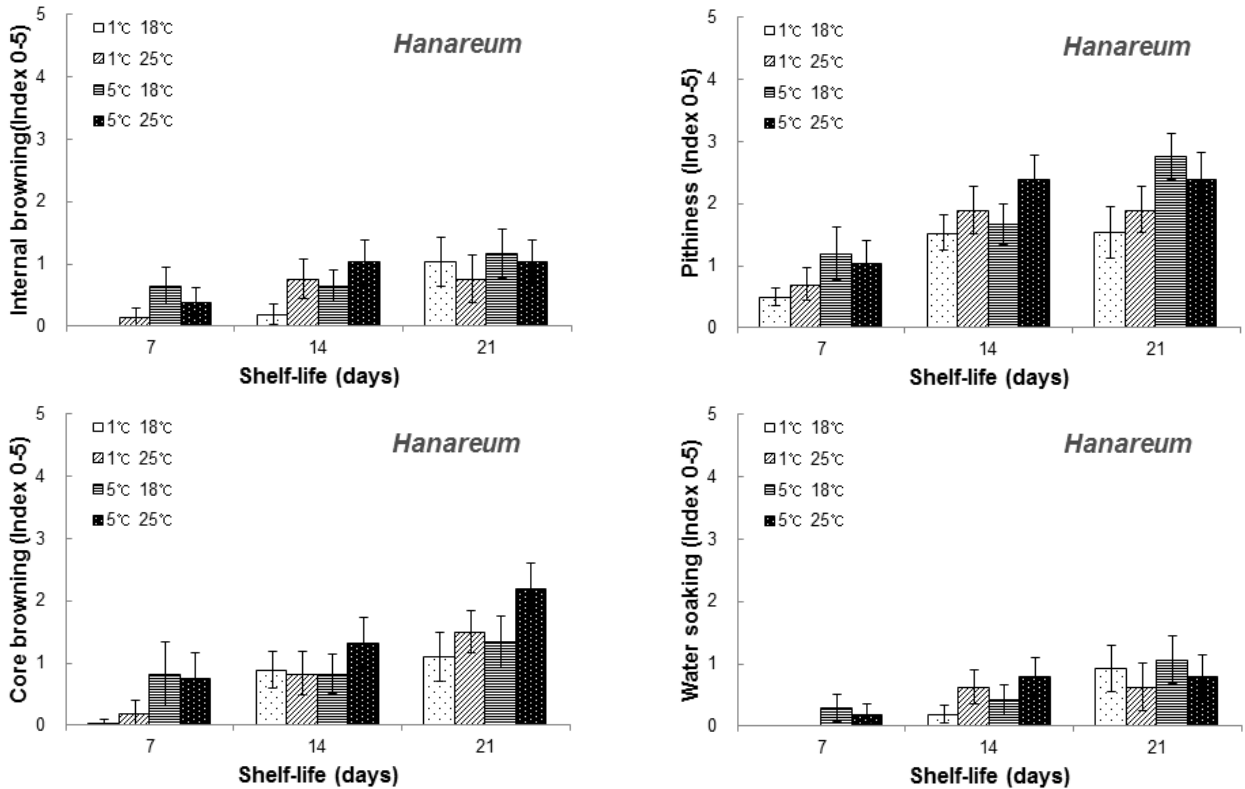 Internal browning(Index 0-5)
5
4
3
2
1
0
1℃ 18℃
1℃ 25℃
5℃ 18℃
5℃ 25℃
Hanareum
7 14 21
Shelf-life (days)
Pithiness (Index 0-5)
5
4
3
2
1
0
1℃ 18℃
1℃ 25℃
5℃ 18℃
5℃ 25℃
Hanareum
7 14 21
Shelf-life (days)
Core browning (Index 0-5)
5
4
3
2
1
0
1℃ 18℃
1℃ 25℃
5℃ 18℃
5℃ 25℃
Hanareum
7 14 21
Shelf-life (days)
Water soaking (Index 0-5)
5
4
3
2
1
0
1℃ 18℃
1℃ 25℃
5℃ 18℃
5℃ 25℃
Hanareum
7 14 21
Shelf-life (days)